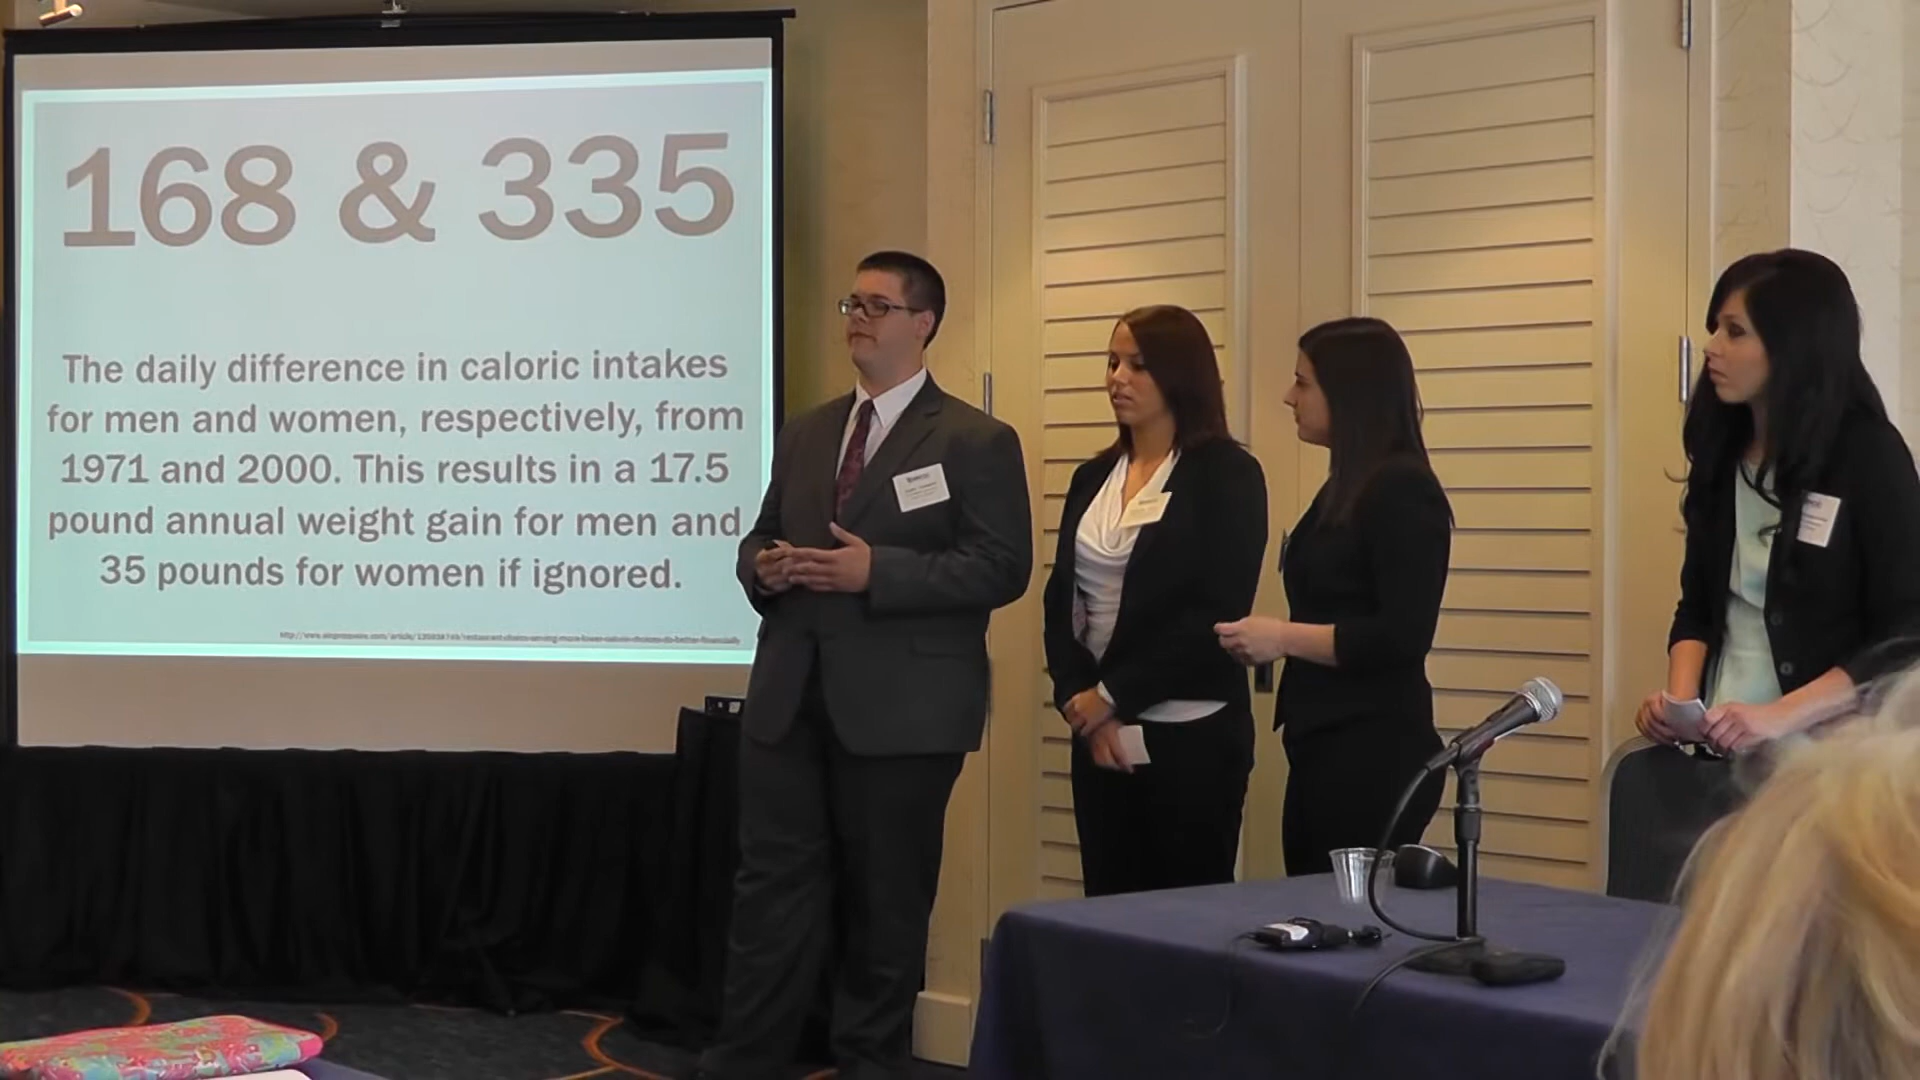 168 & 335
The daily difference in caloric intakes
for men and women, respectively, from
1971 and 2000. This results in a 17.5
pound annual weight gain for men and
35 pounds for women if ignored.